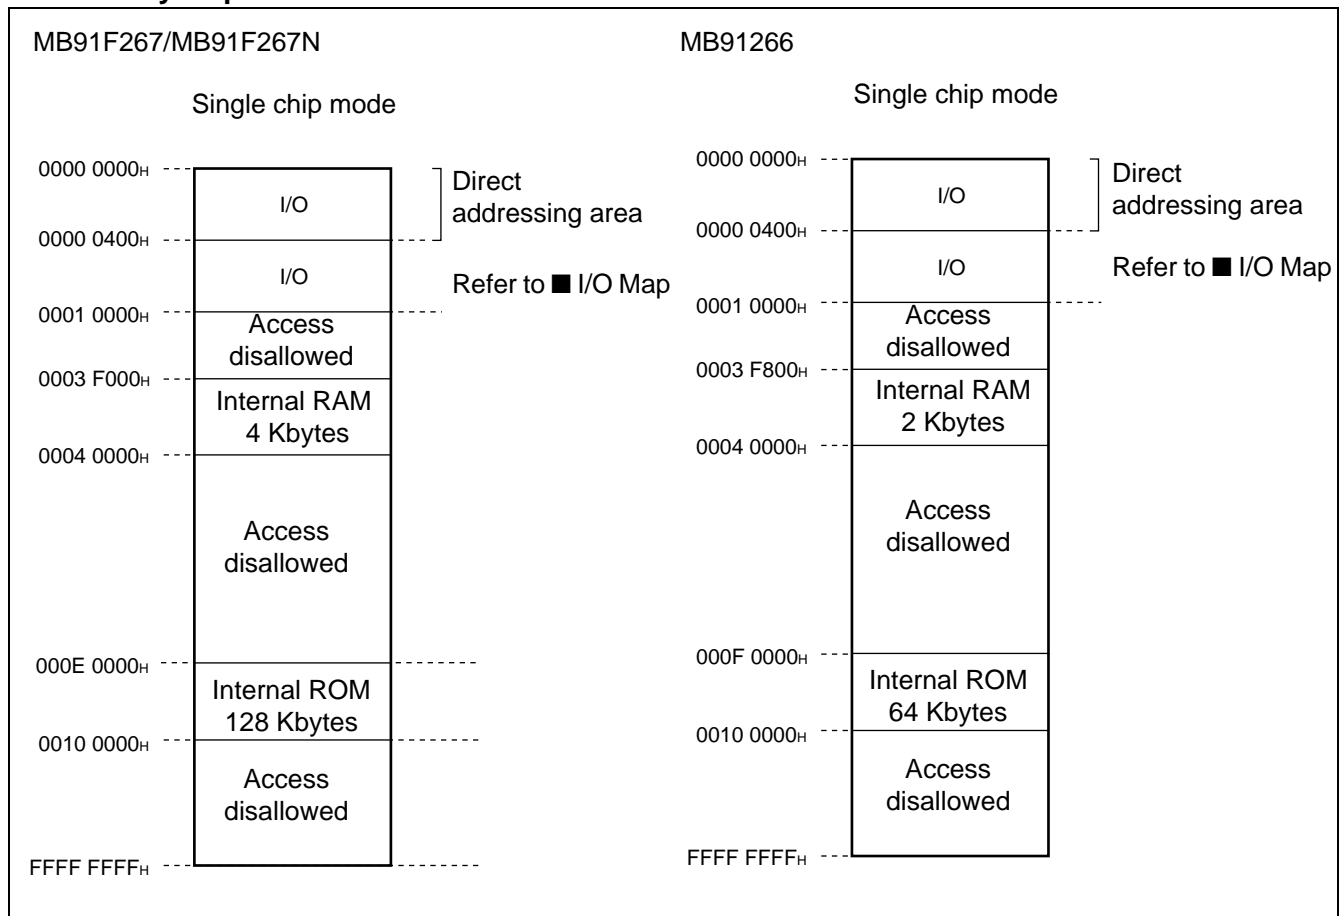 MB91F267/MB91F267N
Single chip mode
0000 0000H
I/O
Direct
addressing area
0000 0400H
I/O
Refer to ■ I/O Map
0001 0000H
Access
disallowed
0003 F000H
Internal RAM
4 Kbytes
0004 0000H
Access
disallowed
000E 0000H
Internal ROM
128 Kbytes
0010 0000H
Access
disallowed
FFFF FFFFH
MB91266
Single chip mode
0000 0000H
I/O
Direct
addressing area
0000 0400H
I/O
Refer to ■ I/O Map
0001 0000H
Access
disallowed
0003 F800H
Internal RAM
2 Kbytes
0004 0000H
Access
disallowed
000F 0000H
Internal ROM
64 Kbytes
0010 0000H
Access
disallowed
FFFF FFFFH